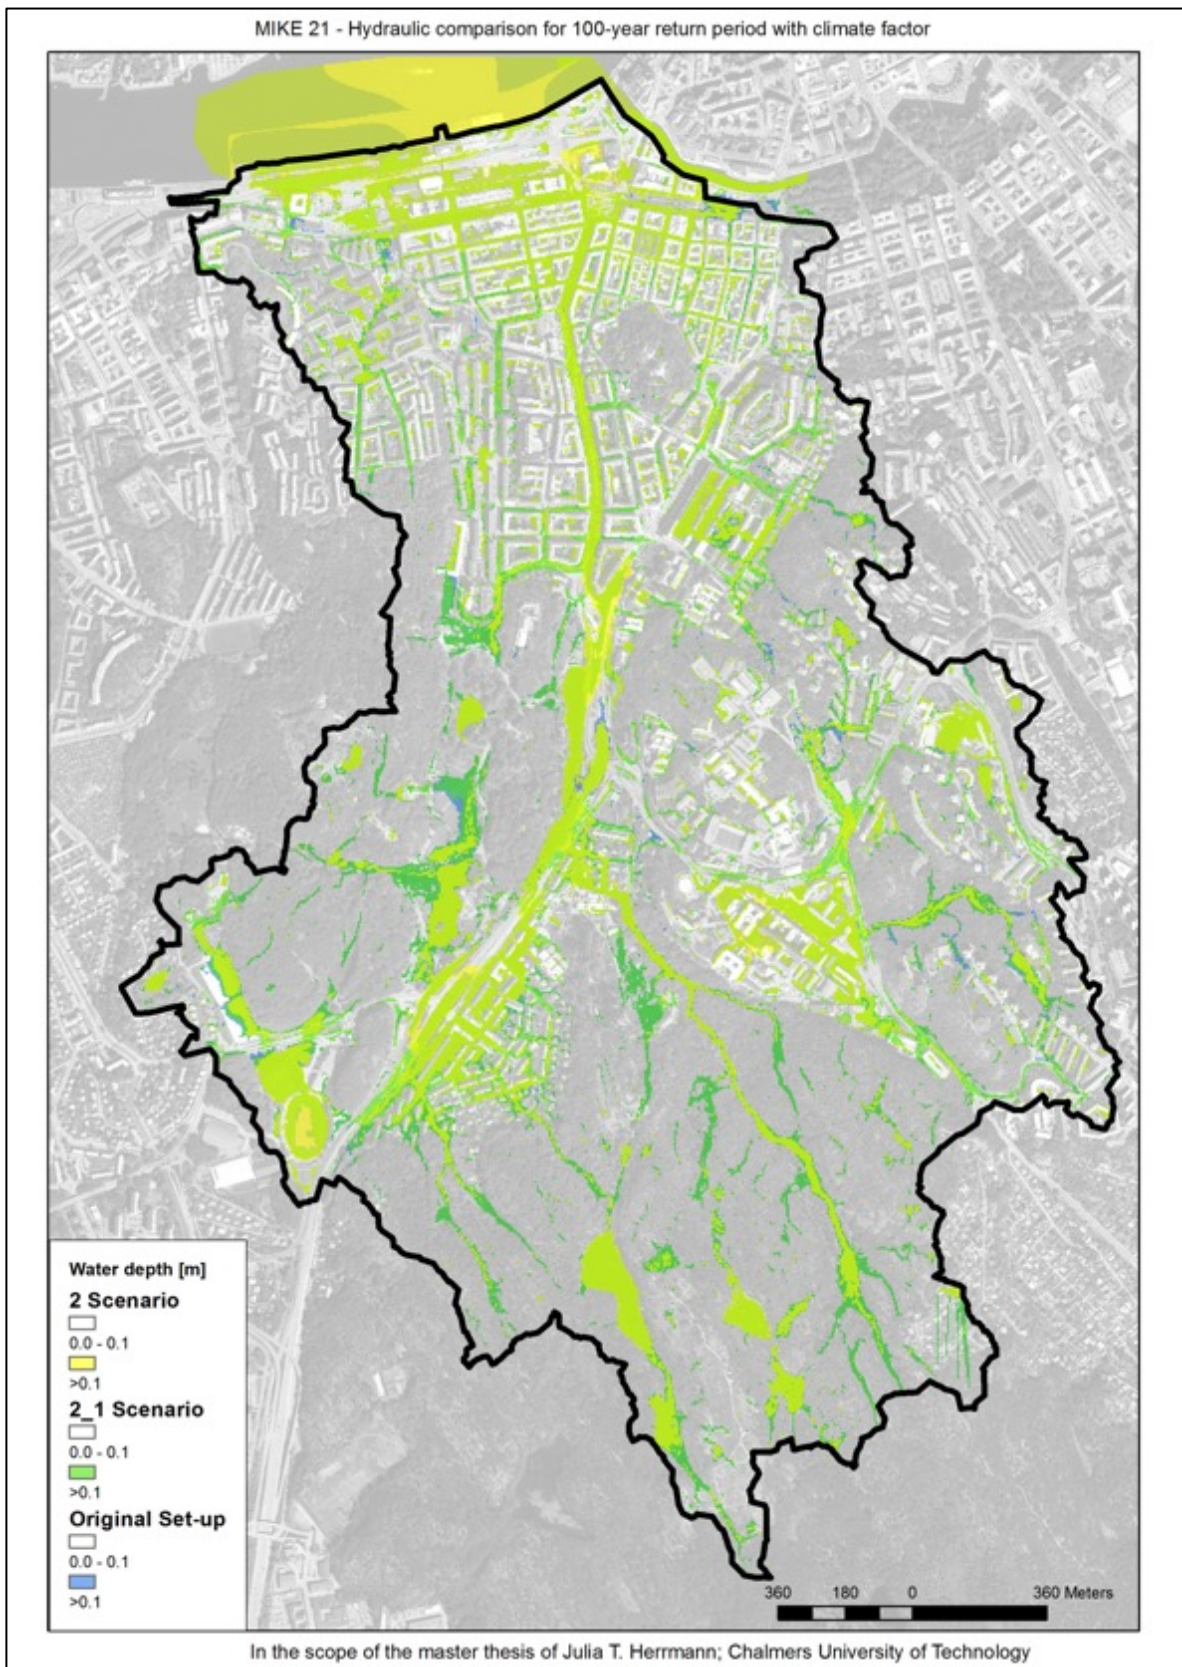 MIKE 21 - Hydraulic comparison for 100-year return period with climate factor
Water depth [m]
2 Scenario
0.0 - 0.1
>0.1
2_1 Scenario
0.0 - 0.1
>0.1
Original Set-up
0.0 - 0.1
>0.1
360 180 0 360 Meters
In the scope of the master thesis of Julia T. Herrmann; Chalmers University of Technology